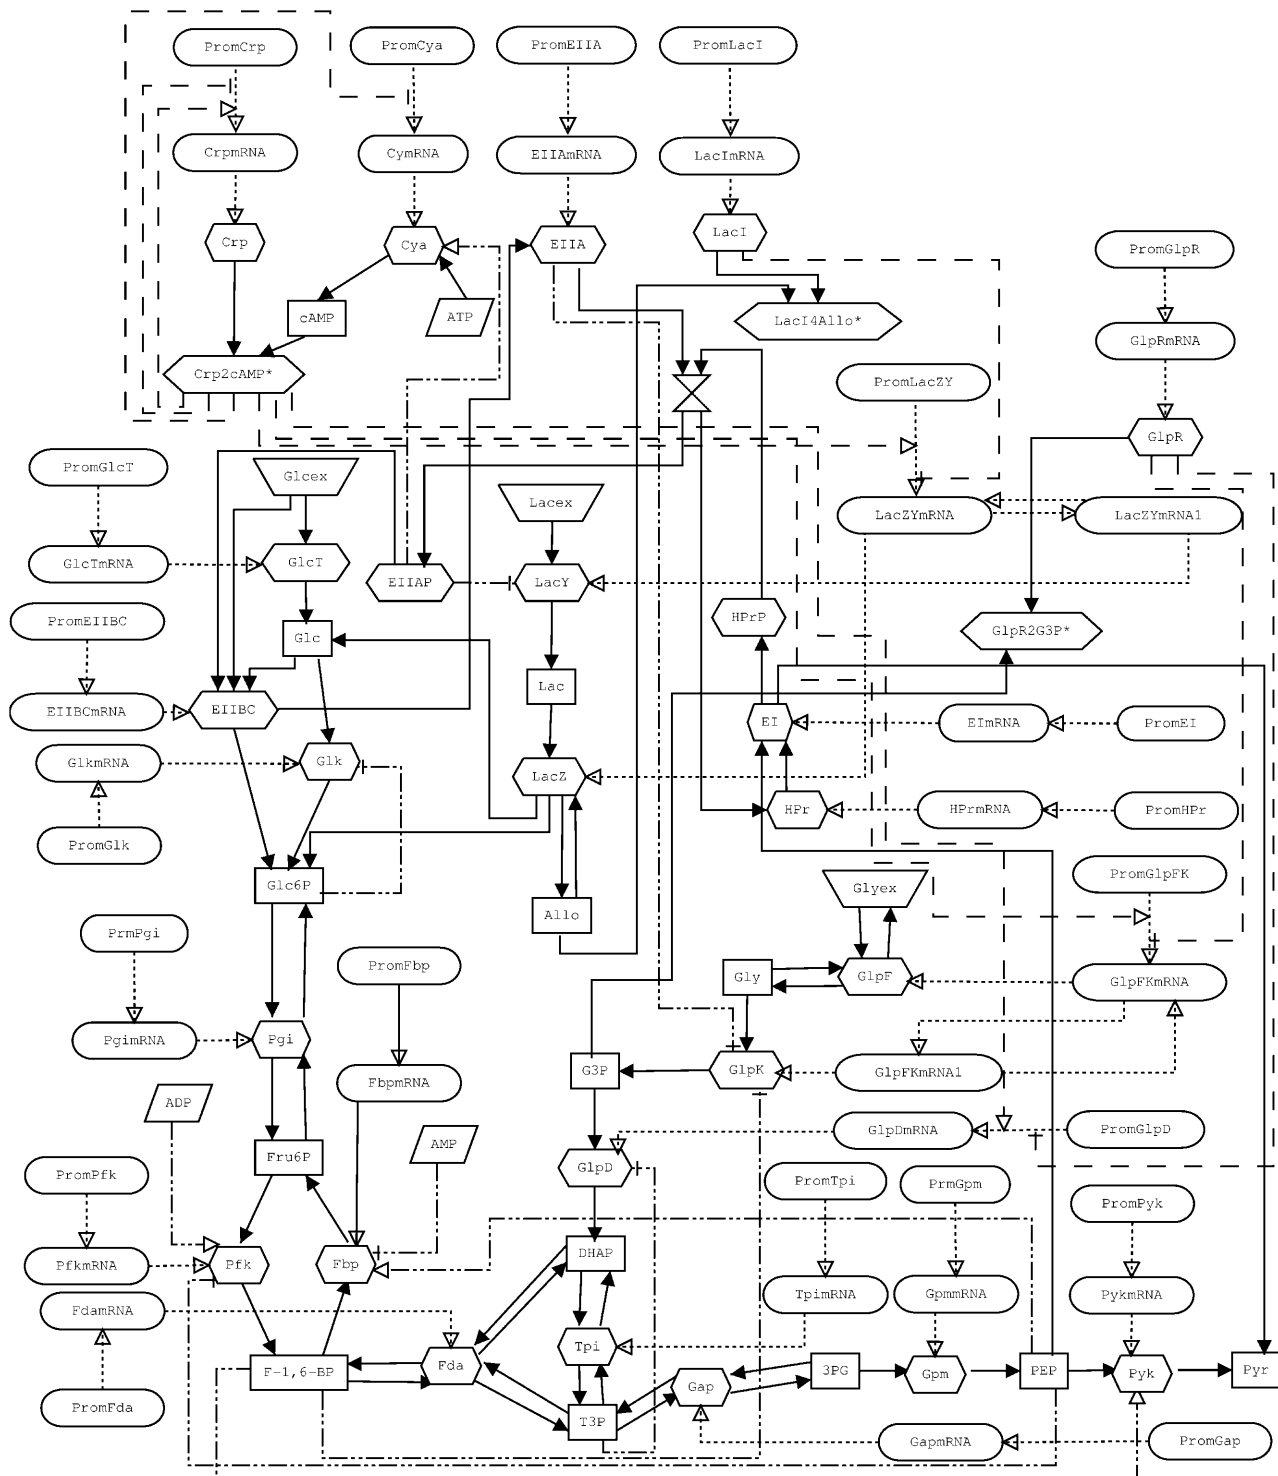 PromCrp
PromCya
PromEIIA
PromLacI
CrpmRNA
CymRNA
EIIAmRNA
LacImRNA
Crp
Cya
EIIA
LacI
PromGlpR
cAMP
ATP
LacI4Allo*
GlpRmRNA
Crp2cAMP*
PromLacZY
GlpR
PromGlcT
Glcex
Lacex
LacZYmRNA
LacZYmRNA1
GlcTmRNA
GlcT
EIIAP
LacY
PromEIIBC
Glc
HPrP
GlpR2G3P*
Lac
EIIBCmRNA
EIIBC
EI
EImRNA
PromEI
GlkmRNA
Glk
LacZ
HPr
HPrmRNA
PromHPr
PromGlk
Glc6P
Allo
Glyex
PromGlpFK
PrmPgi
PromFbp
Gly
GlpF
GlpFKmRNA
PgimRNA
Pgi
FbpmRNA
G3P
GlpK
GlpFKmRNA1
ADP
AMP
GlpDmRNA
PromGlpD
Fru6P
GlpD
PromPfk
PromTpi
PrmGpm
PromPyk
PfkmRNA
Pfk
Fbp
DHAP
TpimRNA
GpmmRNA
PykmRNA
FdamRNA
Tpi
F-1,6-BP
Fda
Gap
3PG
Gpm
PEP
Pyk
Pyr
PromFda
T3P
GapmRNA
PromGap